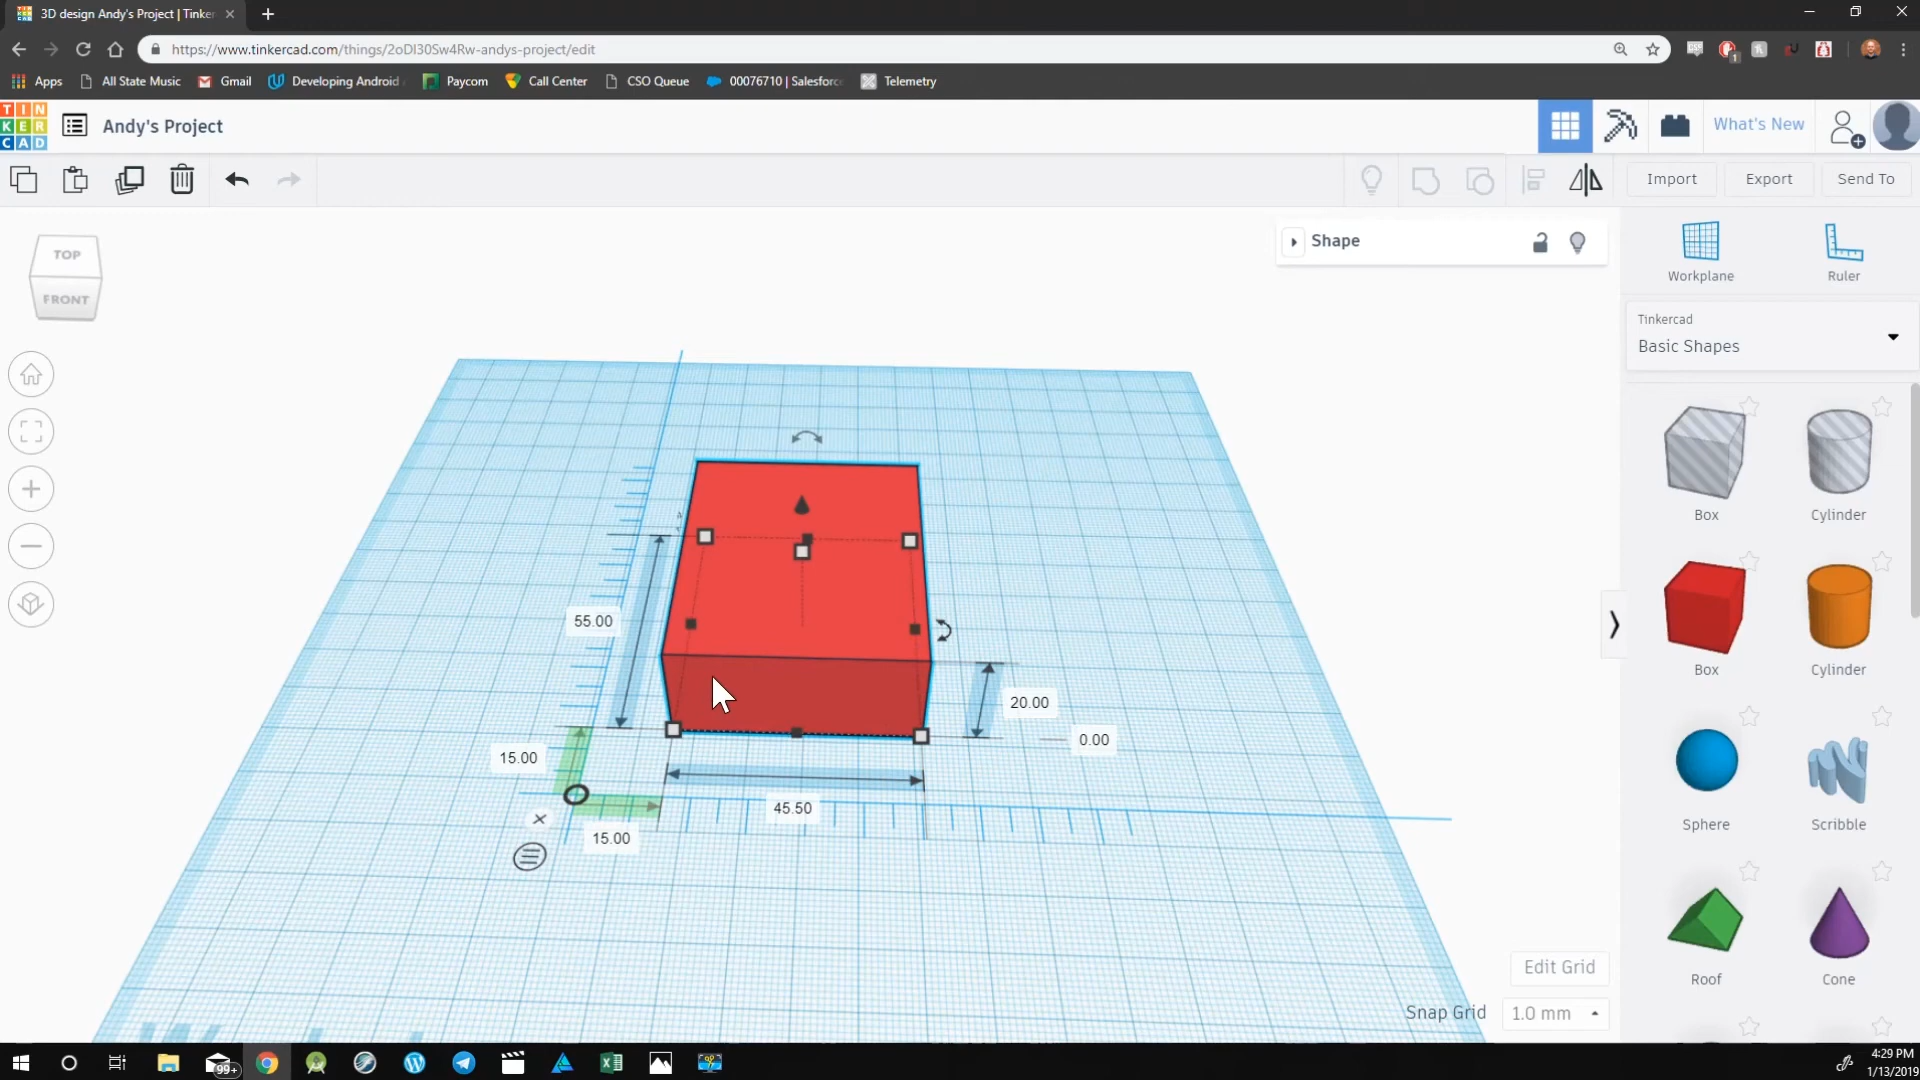 3D design Andy's Project | Tinker
https://www.tinkercad.com/things/2oDl30Sw4Rw-andys-project/edit
Apps
All State Music
Gmail
Developing Android
Paycom
Call Center
CSO Queue
00076710 | Salesforc
Telemetry
TIN
KER
CAD
Andy's Project
What's New
Import
Export
Send To
TOP
FRONT
Shape
Workplane
Ruler
Tinkercad
Basic Shapes
Box
Cylinder
Box
Cylinder
Sphere
Scribble
Roof
Cone
55.00
20.00
0.00
15.00
45.50
15.00
Edit Grid
Snap Grid
1.0 mm
99+
4:29 PM
1/13/2019